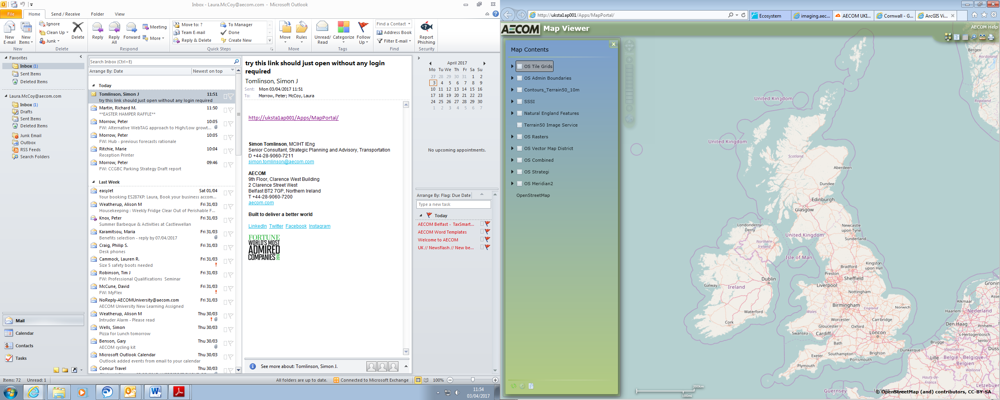 Inbox - Laura.McCoy@aecom.com - Microsoft Outlook
File Home Send / Receive Folder View
New E-mail
New Items
New
Ignore
Clean Up
Junk
Delete
Delete
Reply
Reply All
Forward
Meeting
More
Respond
Move to: ?
Team E-mail
Reply & Delete
To Manager
Done
Create New
Quick Steps
Move
Rules
Move
Unread/ Read
Categorize
Follow Up
Tags
Find a Contact
Address Book
Filter E-mail
Find
Report Phishing
Security
Favorites
Inbox (1)
Sent Items
Deleted Items
Laura.McCoy@aecom.com
Inbox (1)
Drafts
Sent Items
Deleted Items
Junk Email
Outbox
RSS Feeds
Search Folders
Mail
Calendar
Contacts
Tasks
Search Inbox (Ctrl+E)
Arrange By: Date Newest on top
Today
Tomlinson, Simon J 11:51
try this link should just open without any login required
Martin, Richard M. 11:50
**EASTER HAMPER RAFFLE**
Morrow, Peter 10:05
FW: Alternative WebTAG approach to High/Low growt...
Morrow, Peter 10:05
FW: Hub - previous forecasts rationale
Ritchie, Marie 10:04
Reception Printer
Morrow, Peter 09:46
FW: CCGBC Parking Strategy Draft report
Last Week
easyJet Sat 01/04
Your booking ES287KP: Laura, Book your business accom...
Weatherup, Alison M Fri 31/03
Housekeeping : Weekly Fridge Clear Out of Perishable F...
Knox, Peter Fri 31/03
Summer Barbeque & Activities at Castlewellan
Karamitsou, Maria Fri 31/03
Benefits selection - reply by 07/04/2017
Craig, Philip S. Fri 31/03
Desk phones
Cammock, Lauren R. Fri 31/03
Size 5 safety boots needed
Robinson, Tim J Fri 31/03
FW: Professional Qualifications Seminar
McCune, David Fri 31/03
FW: MyFlex
NoReply-AECOMUniversity@aecom.com Fri 31/03
AECOM University New Learning Assigned
Weatherup, Alison M Thu 30/03
Intruder Alarm - Please read
Wells, Simon Thu 30/03
Pizza for Lunch tomorrow
Benson, Gary Thu 30/03
AECOM cycling kit
Microsoft Outlook Calendar Thu 30/03
Outlook added events from email to your calendar
Concur Travel Thu 30/03
try this link should just open without any login
required
Tomlinson, Simon J
Sent: Mon 03/04/2017 11:51
To: Morrow, Peter; McCoy, Laura
http://uksta1ap001/Apps/MapPortal/
Simon Tomlinson, MCIHT IEng
Senior Consultant, Strategic Planning and Advisory, Transportation
D +44-28-9060-7211
simon.tomlinson@aecom.com
AECOM
9th Floor, Clarence West Building
2 Clarence Street West
Belfast BT2 7GP, Northern Ireland
T +44-28-9060-7200
aecom.com
Built to deliver a better world
LinkedIn Twitter Facebook Instagram
FORTUNE
WORLD'S MOST
ADMIRED
COMPANIES 2016
See more about: Tomlinson, Simon J.
April 2017
Mo Tu We Th Fr Sa Su
27 28 29 30 31 1 2
3 4 5 6 7 8 9
10 11 12 13 14 15 16
17 18 19 20 21 22 23
24 25 26 27 28 29 30
1 2 3 4 5 6 7
No upcoming appointments.
Arrange By: Flag: Due Date
Type a new task
Today
AECOM Belfast - TaxSmart...
AECOM Word Templates
Welcome to AECOM
UK // Newsflash // New be...
Items: 72 Unread: 1
All folders are up to date. Connected to Microsoft Exchange 100%
11:54
03/04/2017
http://uksta1ap001/Apps/MapPortal/
Ecosystem
imaging.aec...
AECOM UKI...
Cornwall - G...
ArcGIS Vi...
AECOM Map Viewer
AECOM Help
Map Contents
OS Tile Grids
OS Admin Boundaries
Contours_Terrain50_10m
SSSI
Natural England Features
Terrain50 Image Service
OS Rasters
OS Vector Map District
OS Combined
OS Strategi
OS Meridian2
OpenStreetMap
Bergen
Hordaland
Rogaland
United Kingdom
United Kingdom
Scotland
Aberdeen
Dundee
Edinburgh
Glasgow
Londonderry/
Derry
Newcastle
upon Tyne
United Kingdom
Sunderland
Northern
Ireland
Isle of Man
Bradford
Kingston
upon Hull
Preston
Sheffield
Dublin
Liverpool
Galway
Ireland
Nottingham
Birmingham
England
Norwich
Wales
Waterford
Worcester
Cambridge
Cork
Gloucester
Oxford
Swansea
Cardiff
London
Bath
Southampton
Brighton
Exeter
Portsmouth
Plymouth
Dunkerque
Guernsey
Groning
Alkmaar
Asse
Haarlem
Nederland
Den Haag
Arnhem
's-Hertogenbosch
Venlo
Brugge
Vlaanderen
Düss
Lille
België - Belgique
- Belgien
Wallonie
Hauts-de-
France
Lëtzebuer
200km
100mi
© OpenStreetMap (and) contributors, CC-BY-SA